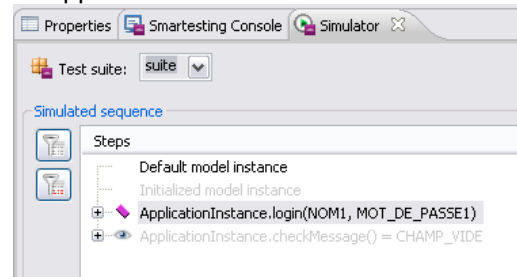 Properties Smartesting Console Simulator
Test suite: suite
Simulated sequence
Steps
Default model instance
Initialized model instance
ApplicationInstance.login(NOM1, MOT_DE_PASSE1)
ApplicationInstance.checkMessage() = CHAMP_VIDE